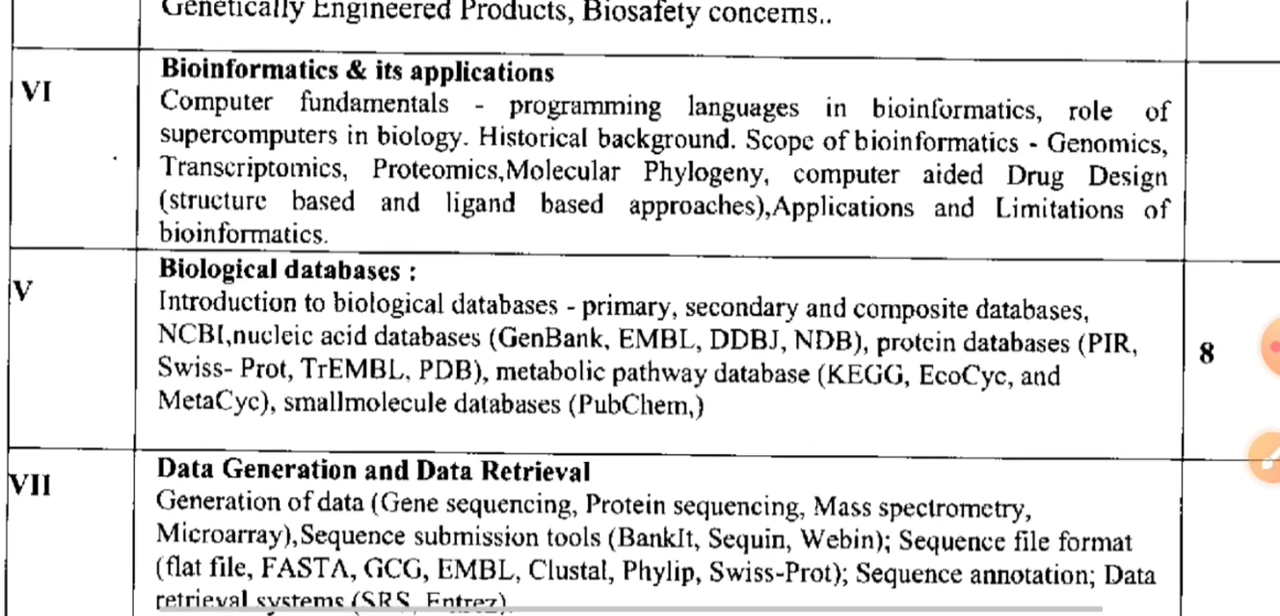 Genetically Engineered Products, Biosafety concerns..
VI
Bioinformatics & its applications
Computer fundamentals - programming languages in bioinformatics, role of
supercomputers in biology. Historical background. Scope of bioinformatics - Genomics,
Transcriptomics, Proteomics,Molecular Phylogeny, computer aided Drug Design
(structure based and ligand based approaches),Applications and Limitations of
bioinformatics.
V
Biological databases :
Introduction to biological databases - primary, secondary and composite databases,
NCBI,nucleic acid databases (GenBank, EMBL, DDBJ, NDB), protein databases (PIR,
Swiss- Prot, TrEMBL, PDB), metabolic pathway database (KEGG, EcoCyc, and
MetaCyc), smallmolecule databases (PubChem,)
8
VII
Data Generation and Data Retrieval
Generation of data (Gene sequencing, Protein sequencing, Mass spectrometry,
Microarray),Sequence submission tools (BankIt, Sequin, Webin); Sequence file format
(flat file, FASTA, GCG, EMBL, Clustal, Phylip, Swiss-Prot); Sequence annotation; Data
retrieval systems (SRS, Entrez)